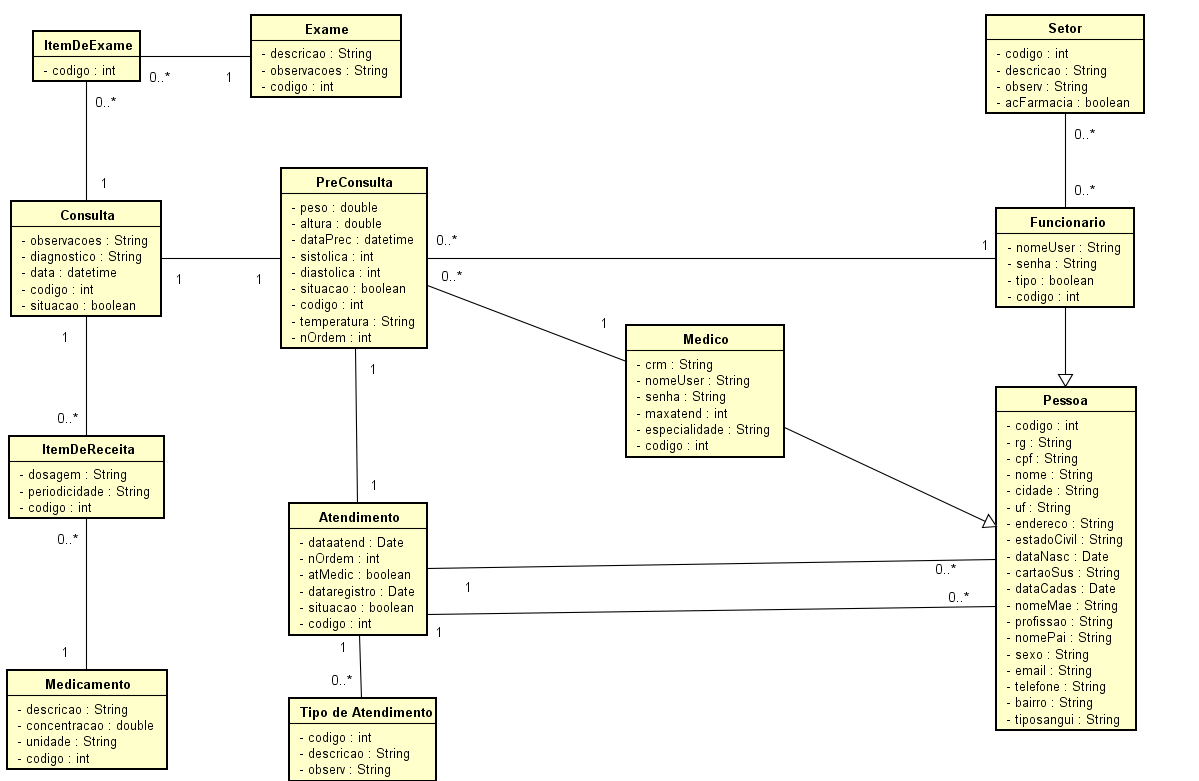 Exame
- descricao : String
- observacoes : String
- codigo : int
ItemDeExame
- codigo : int
0..*
1
0..*
1
Setor
- codigo : int
- descricao : String
- observ : String
- acFarmacia : boolean
0..*
0..*
Consulta
- observacoes : String
- diagnostico : String
- data : datetime
- codigo : int
- situacao : boolean
1
1
PreConsulta
- peso : double
- altura : double
- dataPrec : datetime
- sistolica : int
- diastolica : int
- situacao : boolean
- codigo : int
- temperatura : String
- nOrdem : int
0..*
1
0..*
1
Funcionario
- nomeUser : String
- senha : String
- tipo : boolean
- codigo : int
Medico
- crm : String
- nomeUser : String
- senha : String
- maxatend : int
- especialidade : String
- codigo : int
1
0..*
1
1
ItemDeReceita
- dosagem : String
- periodicidade : String
- codigo : int
0..*
1
Pessoa
- codigo : int
- rg : String
- cpf : String
- nome : String
- cidade : String
- uf : String
- endereco : String
- estadoCivil : String
- dataNasc : Date
- cartaoSus : String
- dataCadas : Date
- nomeMae : String
- profissao : String
- nomePai : String
- sexo : String
- email : String
- telefone : String
- bairro : String
- tiposangui : String
Atendimento
- dataatend : Date
- nOrdem : int
- atMedic : boolean
- dataregistro : Date
- situacao : boolean
- codigo : int
1
0..*
1
0..*
1
0..*
Medicamento
- descricao : String
- concentracao : double
- unidade : String
- codigo : int
Tipo de Atendimento
- codigo : int
- descricao : String
- observ : String